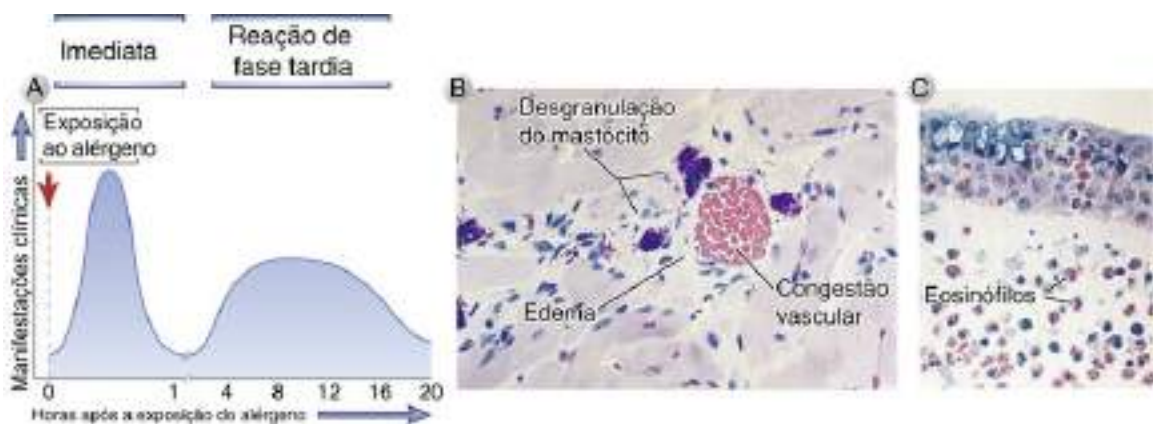 Imediata
Reação de
fase tardia
A
Exposição
ao alérgeno
Manifestações clínicas
0
1
4
8
12
16
20
Horas após a exposição do alérgeno
B
Desgranulação
do mastócito
Edema
Congestão
vascular
C
Eosinófilos